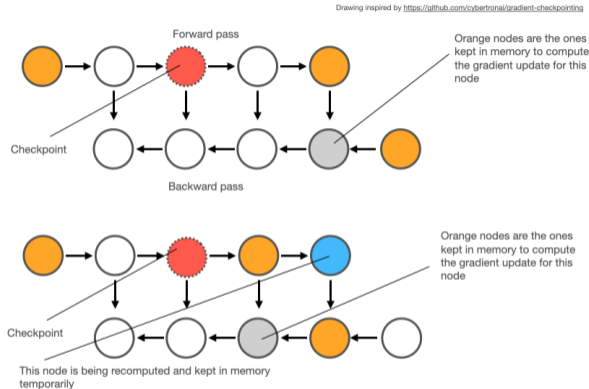 Drawing inspired by https://github.com/cybertronai/gradient-checkpointing
Forward pass
Orange nodes are the ones
kept in memory to compute
the gradient update for this
node
Checkpoint
Backward pass
Orange nodes are the ones
kept in memory to compute
the gradient update for this
node
Checkpoint
This node is being recomputed and kept in memory
temporarily